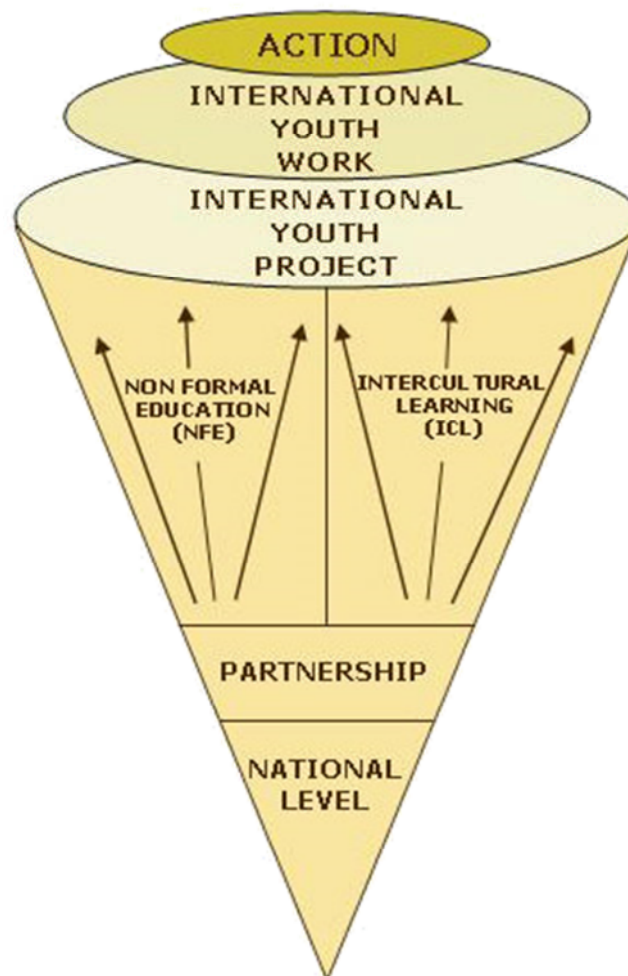 ACTION
INTERNATIONAL
YOUTH
WORK
INTERNATIONAL
YOUTH
PROJECT
NON FORMAL
EDUCATION
(NFE)
INTERCULTURAL
LEARNING
(ICL)
PARTNERSHIP
NATIONAL
LEVEL